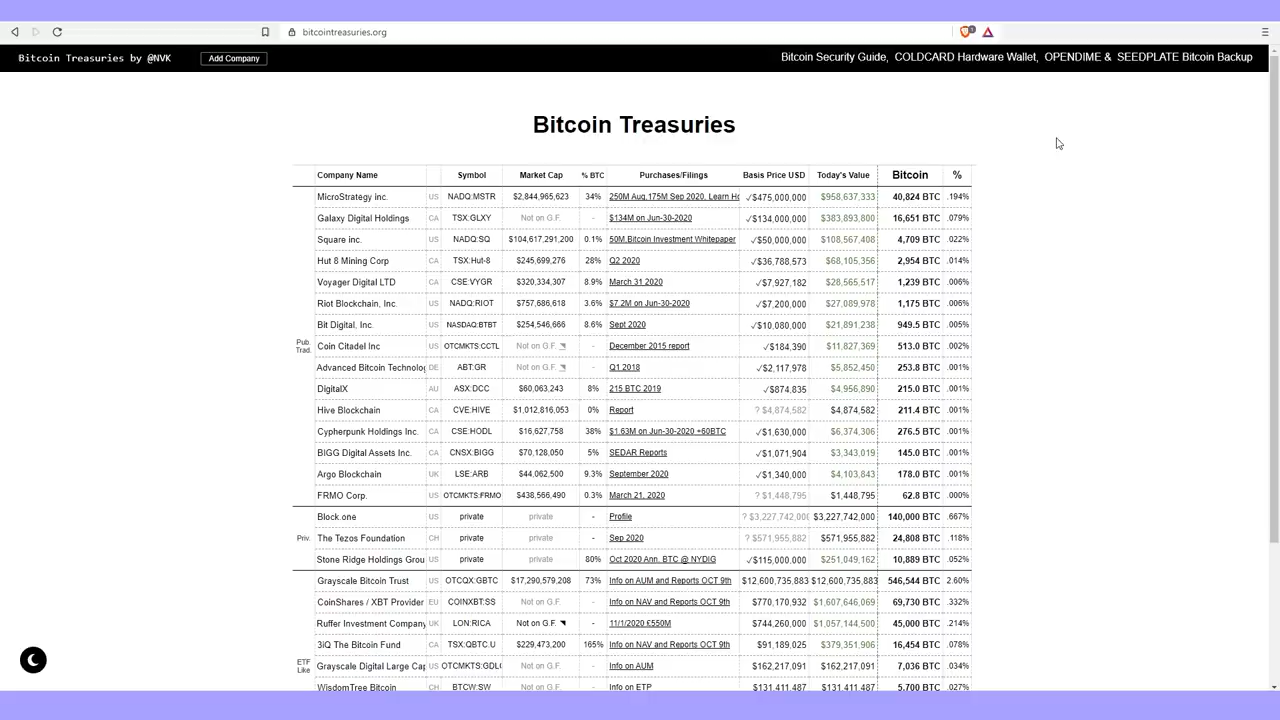 bitcointreasuries.org
Bitcoin Treasuries by @NVK Add Company Bitcoin Security Guide, COLDCARD Hardware Wallet, OPENDIME & SEEDPLATE Bitcoin Backup
Bitcoin Treasuries
Company Name Symbol Market Cap % BTC Purchases/Filings Basis Price USD Today's Value Bitcoin %
MicroStrategy inc. US NADQ:MSTR $2,844,965,623 34% 250M Aug,175M Sep 2020, Learn Ho ✓$475,000,000 $958,637,333 40,824 BTC .194%
Galaxy Digital Holdings CA TSX:GLXY Not on G.F. - $134M on Jun-30-2020 ✓$134,000,000 $383,893,800 16,651 BTC .079%
Square inc. US NADQ:SQ $104,617,291,200 0.1% 50M,Bitcoin Investment Whitepaper ✓$50,000,000 $108,567,408 4,709 BTC .022%
Hut 8 Mining Corp CA TSX:Hut-8 $245,699,276 28% Q2 2020 ✓$36,788,573 $68,105,356 2,954 BTC .014%
Voyager Digital LTD CA CSE:VYGR $320,334,307 8.9% March 31 2020 ✓$7,927,182 $28,565,517 1,239 BTC .006%
Riot Blockchain, Inc. US NADQ:RIOT $757,686,618 3.6% $7.2M on Jun-30-2020 ✓$7,200,000 $27,089,978 1,175 BTC .006%
Bit Digital, Inc. US NASDAQ:BTBT $254,546,666 8.6% Sept 2020 ✓$10,080,000 $21,891,238 949.5 BTC .005%
Pub. Trad. Coin Citadel Inc US OTCMKTS:CCTL Not on G.F. - December 2015 report ✓$184,390 $11,827,369 513.0 BTC .002%
Advanced Bitcoin Technolog DE ABT:GR Not on G.F. - Q1 2018 ✓$2,117,978 $5,852,450 253.8 BTC .001%
DigitalX AU ASX:DCC $60,063,243 8% 215 BTC 2019 ✓$874,835 $4,956,890 215.0 BTC .001%
Hive Blockchain CA CVE:HIVE $1,012,816,053 0% Report ? $4,874,582 $4,874,582 211.4 BTC .001%
Cypherpunk Holdings Inc. CA CSE:HODL $16,627,758 38% $1.63M on Jun-30-2020 +60BTC ✓$1,630,000 $6,374,306 276.5 BTC .001%
BIGG Digital Assets Inc. CA CNSX:BIGG $70,128,050 5% SEDAR Reports ✓$1,071,904 $3,343,019 145.0 BTC .001%
Argo Blockchain UK LSE:ARB $44,062,500 9.3% September 2020 ✓$1,340,000 $4,103,843 178.0 BTC .001%
FRMO Corp. US OTCMKTS:FRMO $438,566,490 0.3% March 21, 2020 ? $1,448,795 $1,448,795 62.8 BTC .000%
Block.one US private private - Profile ? $3,227,742,000 $3,227,742,000 140,000 BTC .667%
Priv. The Tezos Foundation CH private private - Sep 2020 ? $571,955,882 $571,955,882 24,808 BTC .118%
Stone Ridge Holdings Grou US private private 80% Oct 2020 Ann. BTC @ NYDIG ✓$115,000,000 $251,049,162 10,889 BTC .052%
Grayscale Bitcoin Trust US OTCQX:GBTC $17,290,579,208 73% Info on AUM and Reports OCT 9th $12,600,735,883 $12,600,735,883 546,544 BTC 2.60%
CoinShares / XBT Provider EU COINXBT:SS Not on G.F. - Info on NAV and Reports OCT 9th $770,170,932 $1,607,646,069 69,730 BTC .332%
Ruffer Investment Company UK LON:RICA Not on G.F. - 11/1/2020 £550M $744,260,000 $1,057,144,500 45,000 BTC .214%
3iQ The Bitcoin Fund CA TSX:QBTC.U $229,473,200 165% Info on NAV and Reports OCT 9th $91,189,025 $379,351,906 16,454 BTC .078%
ETF Like Grayscale Digital Large Cap US OTCMKTS:GDLC Not on G.F. - Info on AUM $162,217,091 $162,217,091 7,036 BTC .034%
WisdomTree Bitcoin CH BTCW:SW Not on G.F. - Info on ETP $131,411,487 $131,411,487 5,700 BTC .027%